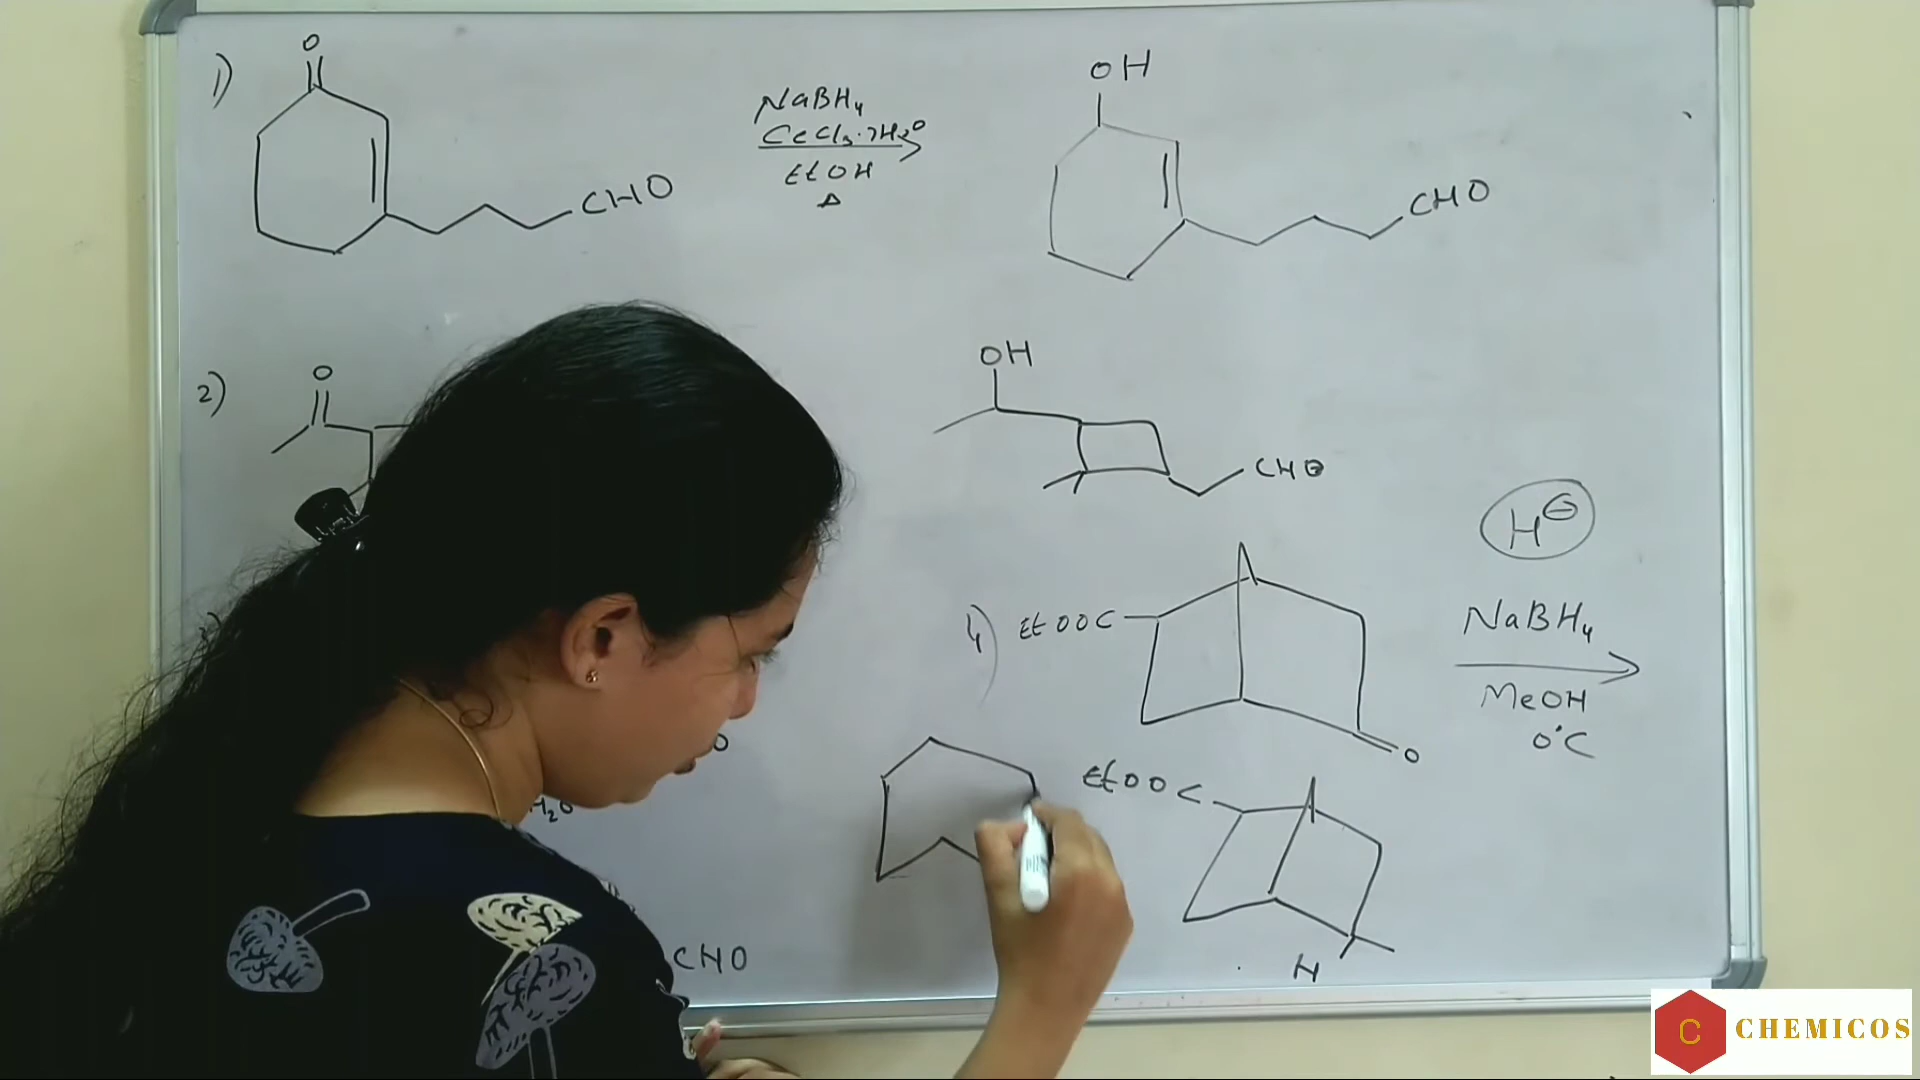 1)
O
NaBH4
CeCl3.7H2O
EtOH
Δ
CHO
OH
CHO
2)
O
OH
CHO
H⊖
4)
EtOOC
O
NaBH4
MeOH
0°C
EtOOC
H
H2O
CHO
C
CHEMICOS